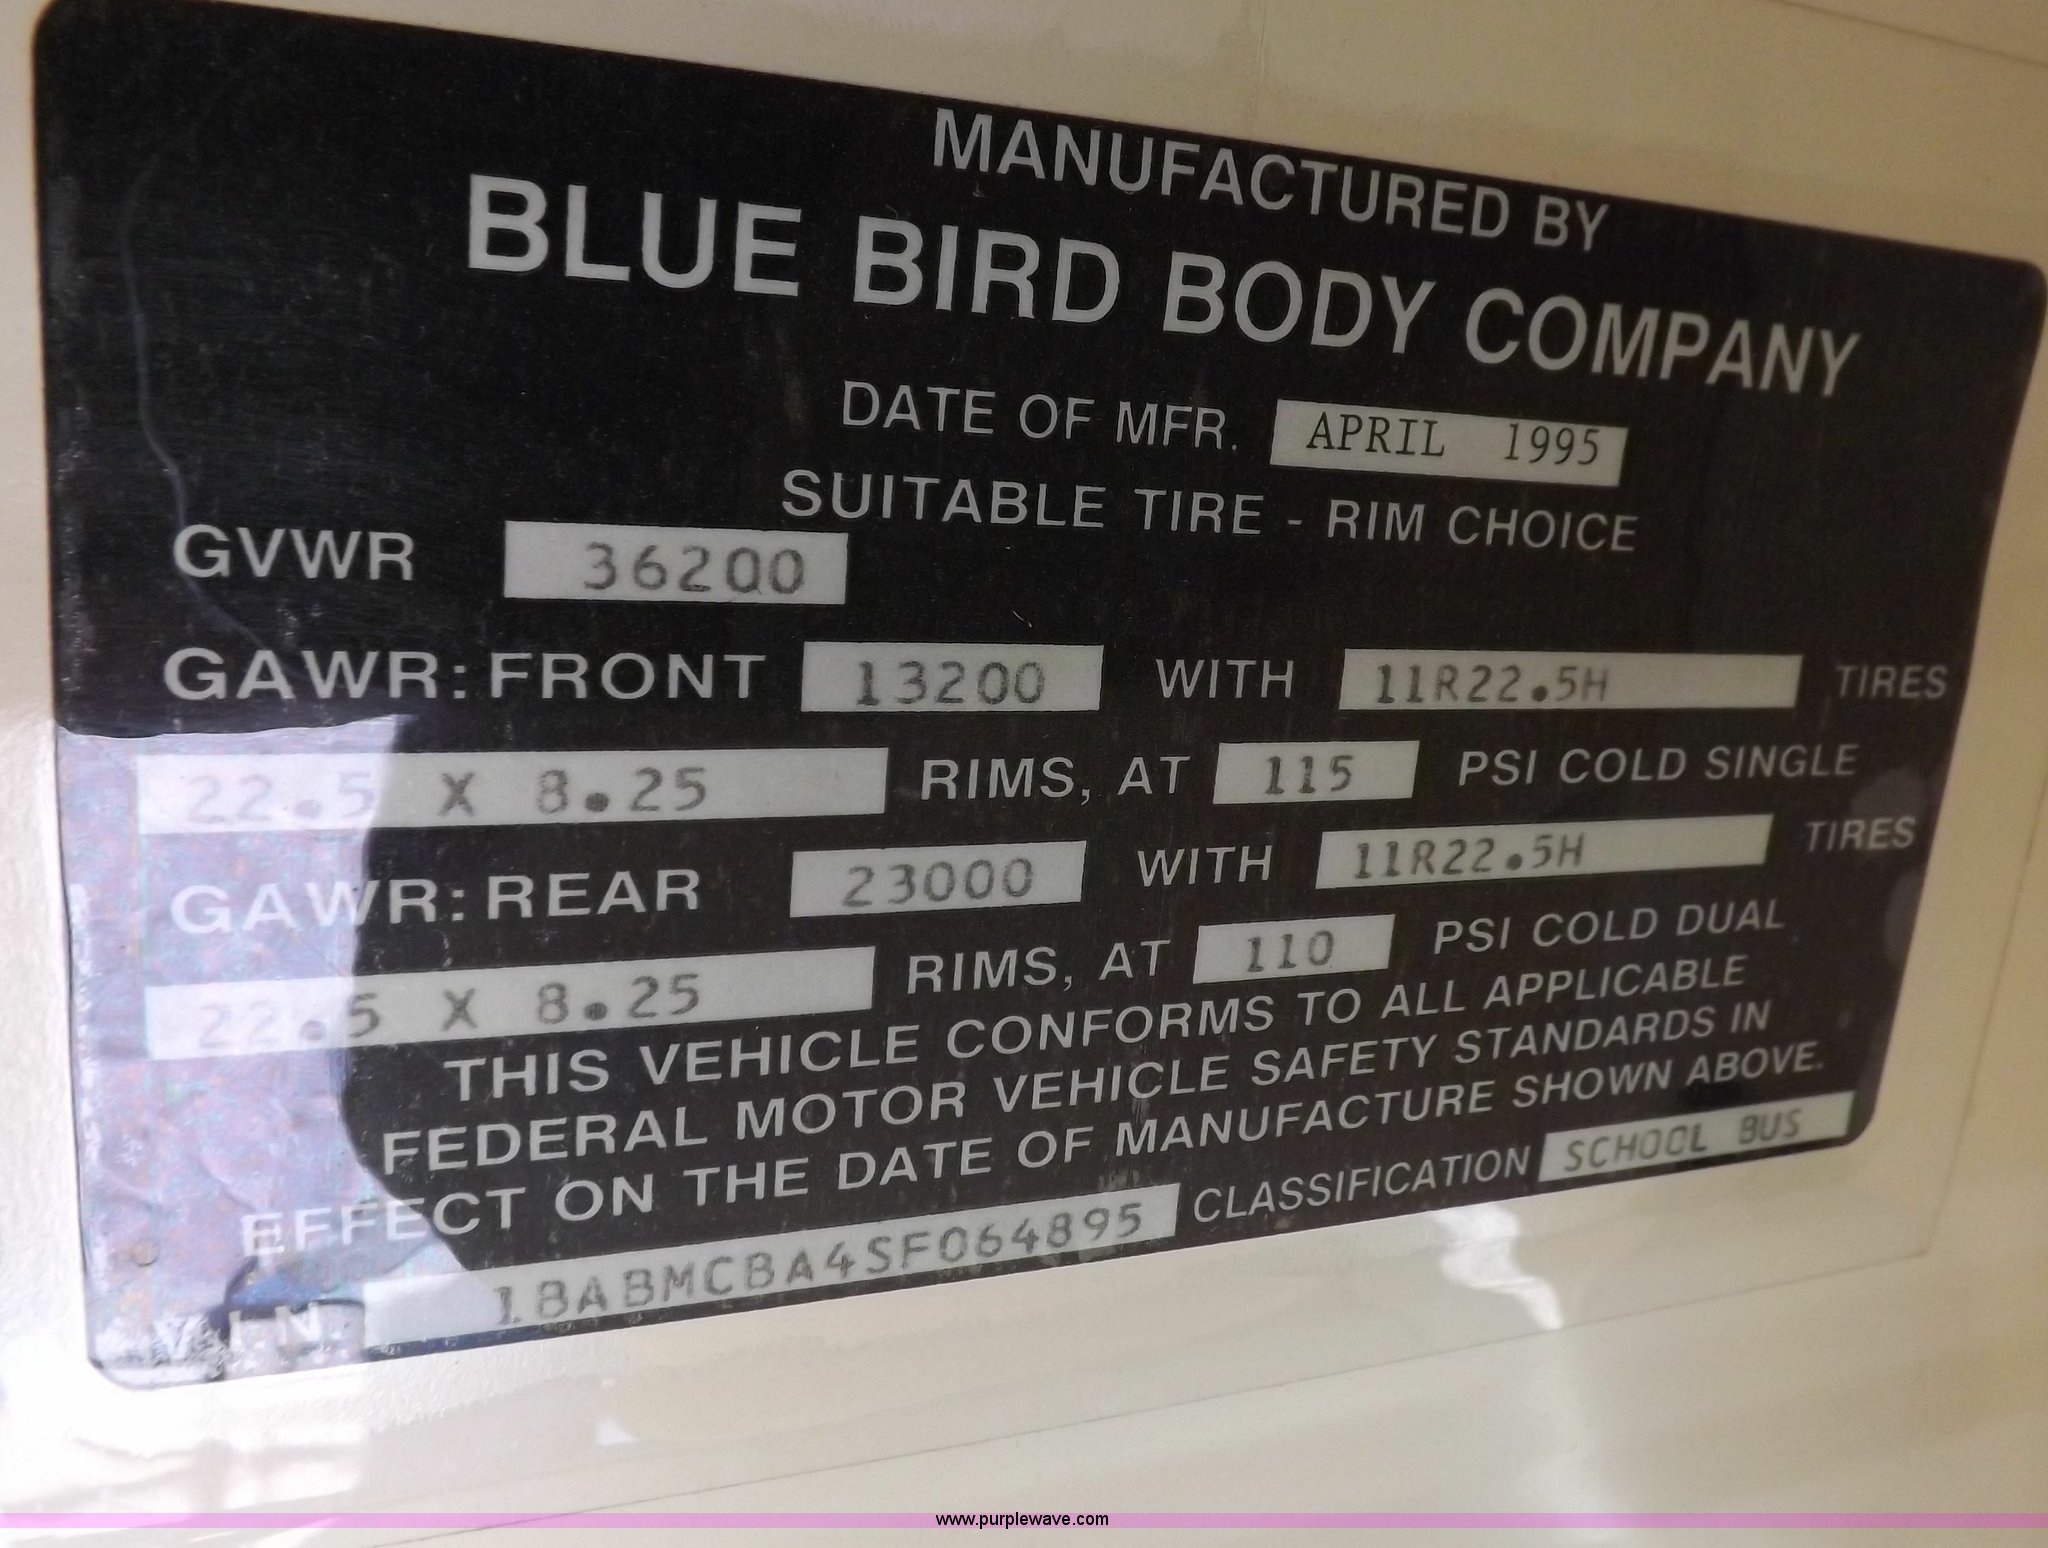 MANUFACTURED BY
BLUE BIRD BODY COMPANY
DATE OF MFR. APRIL 1995
SUITABLE TIRE - RIM CHOICE
GVWR 36200
GAWR: FRONT 13200 WITH 11R22.5H TIRES
22.5 X 8.25 RIMS, AT 115 PSI COLD SINGLE
GAWR: REAR 23000 WITH 11R22.5H TIRES
22.5 X 8.25 RIMS, AT 110 PSI COLD DUAL
THIS VEHICLE CONFORMS TO ALL APPLICABLE
FEDERAL MOTOR VEHICLE SAFETY STANDARDS IN
EFFECT ON THE DATE OF MANUFACTURE SHOWN ABOVE.
V.I.N. 1BABMCBA4SF064895 CLASSIFICATION SCHOOL BUS
www.purplewave.com